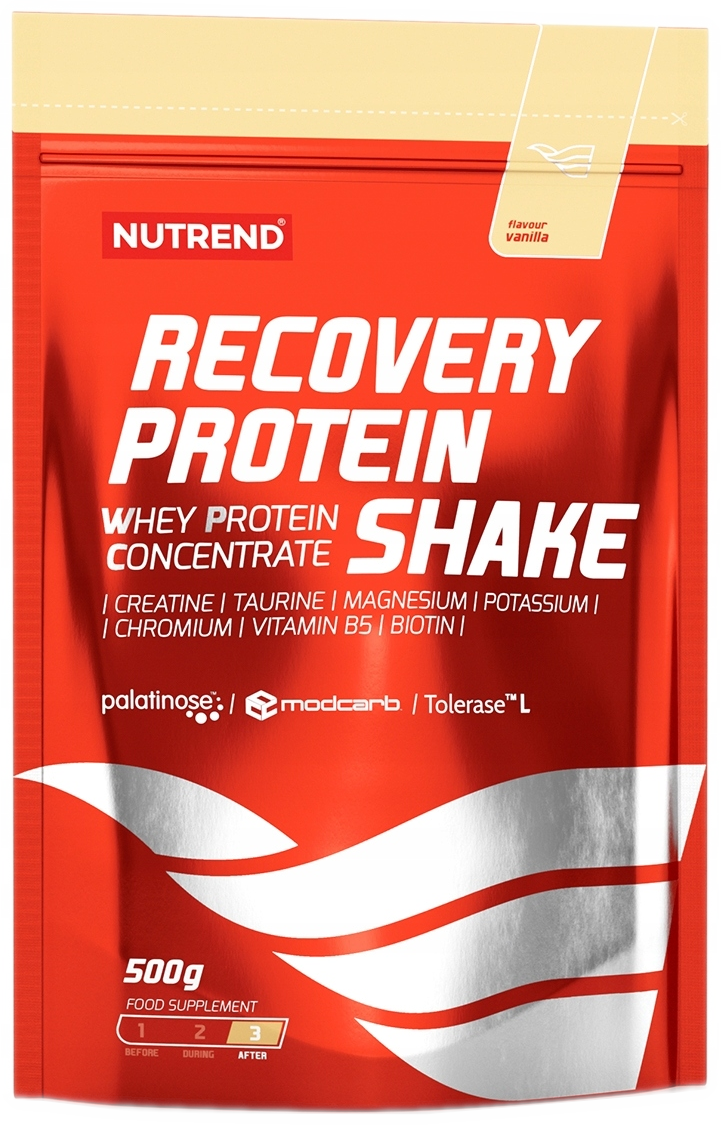 flavour
vanilla
NUTREND®
RECOVERY
PROTEIN
WHEY PROTEIN
CONCENTRATE
SHAKE
| CREATINE | TAURINE | MAGNESIUM | POTASSIUM |
| CHROMIUM | VITAMIN B5 | BIOTIN |
palatinose™ / modcarb / Tolerase™ L
500g
FOOD SUPPLEMENT
1 2 3
BEFORE DURING AFTER